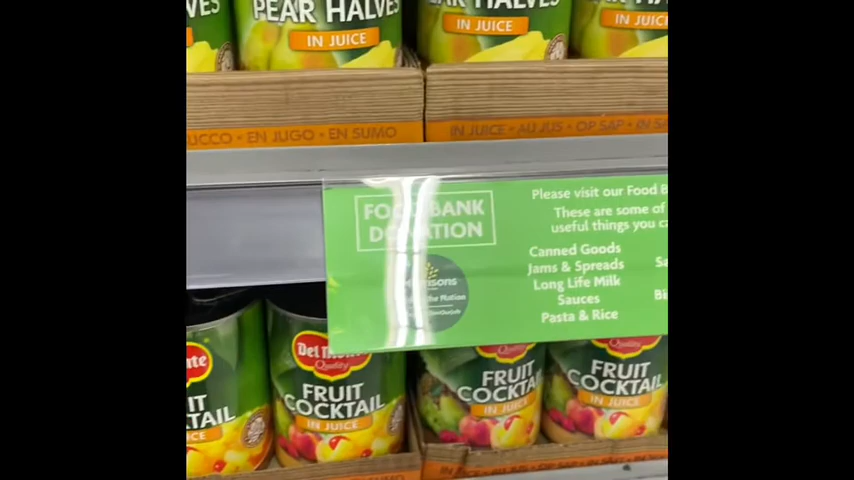 PEAR HALVES
IN JUICE
IN JUICE
IN JUICE
EN JUGO • EN SUMO
IN JUICE • AU JUS • OP SAP • IN
FOOD BANK
DONATION
Please visit our Food
These are some of
useful things you
Canned Goods
Jams & Spreads
Long Life Milk
Sauces
Pasta & Rice
the Nation
Del Monte
Quality
FRUIT
COCKTAIL
IN JUICE
FRUIT
COCKTAIL
IN JUICE
FRUIT
COCKTAIL
IN JUICE